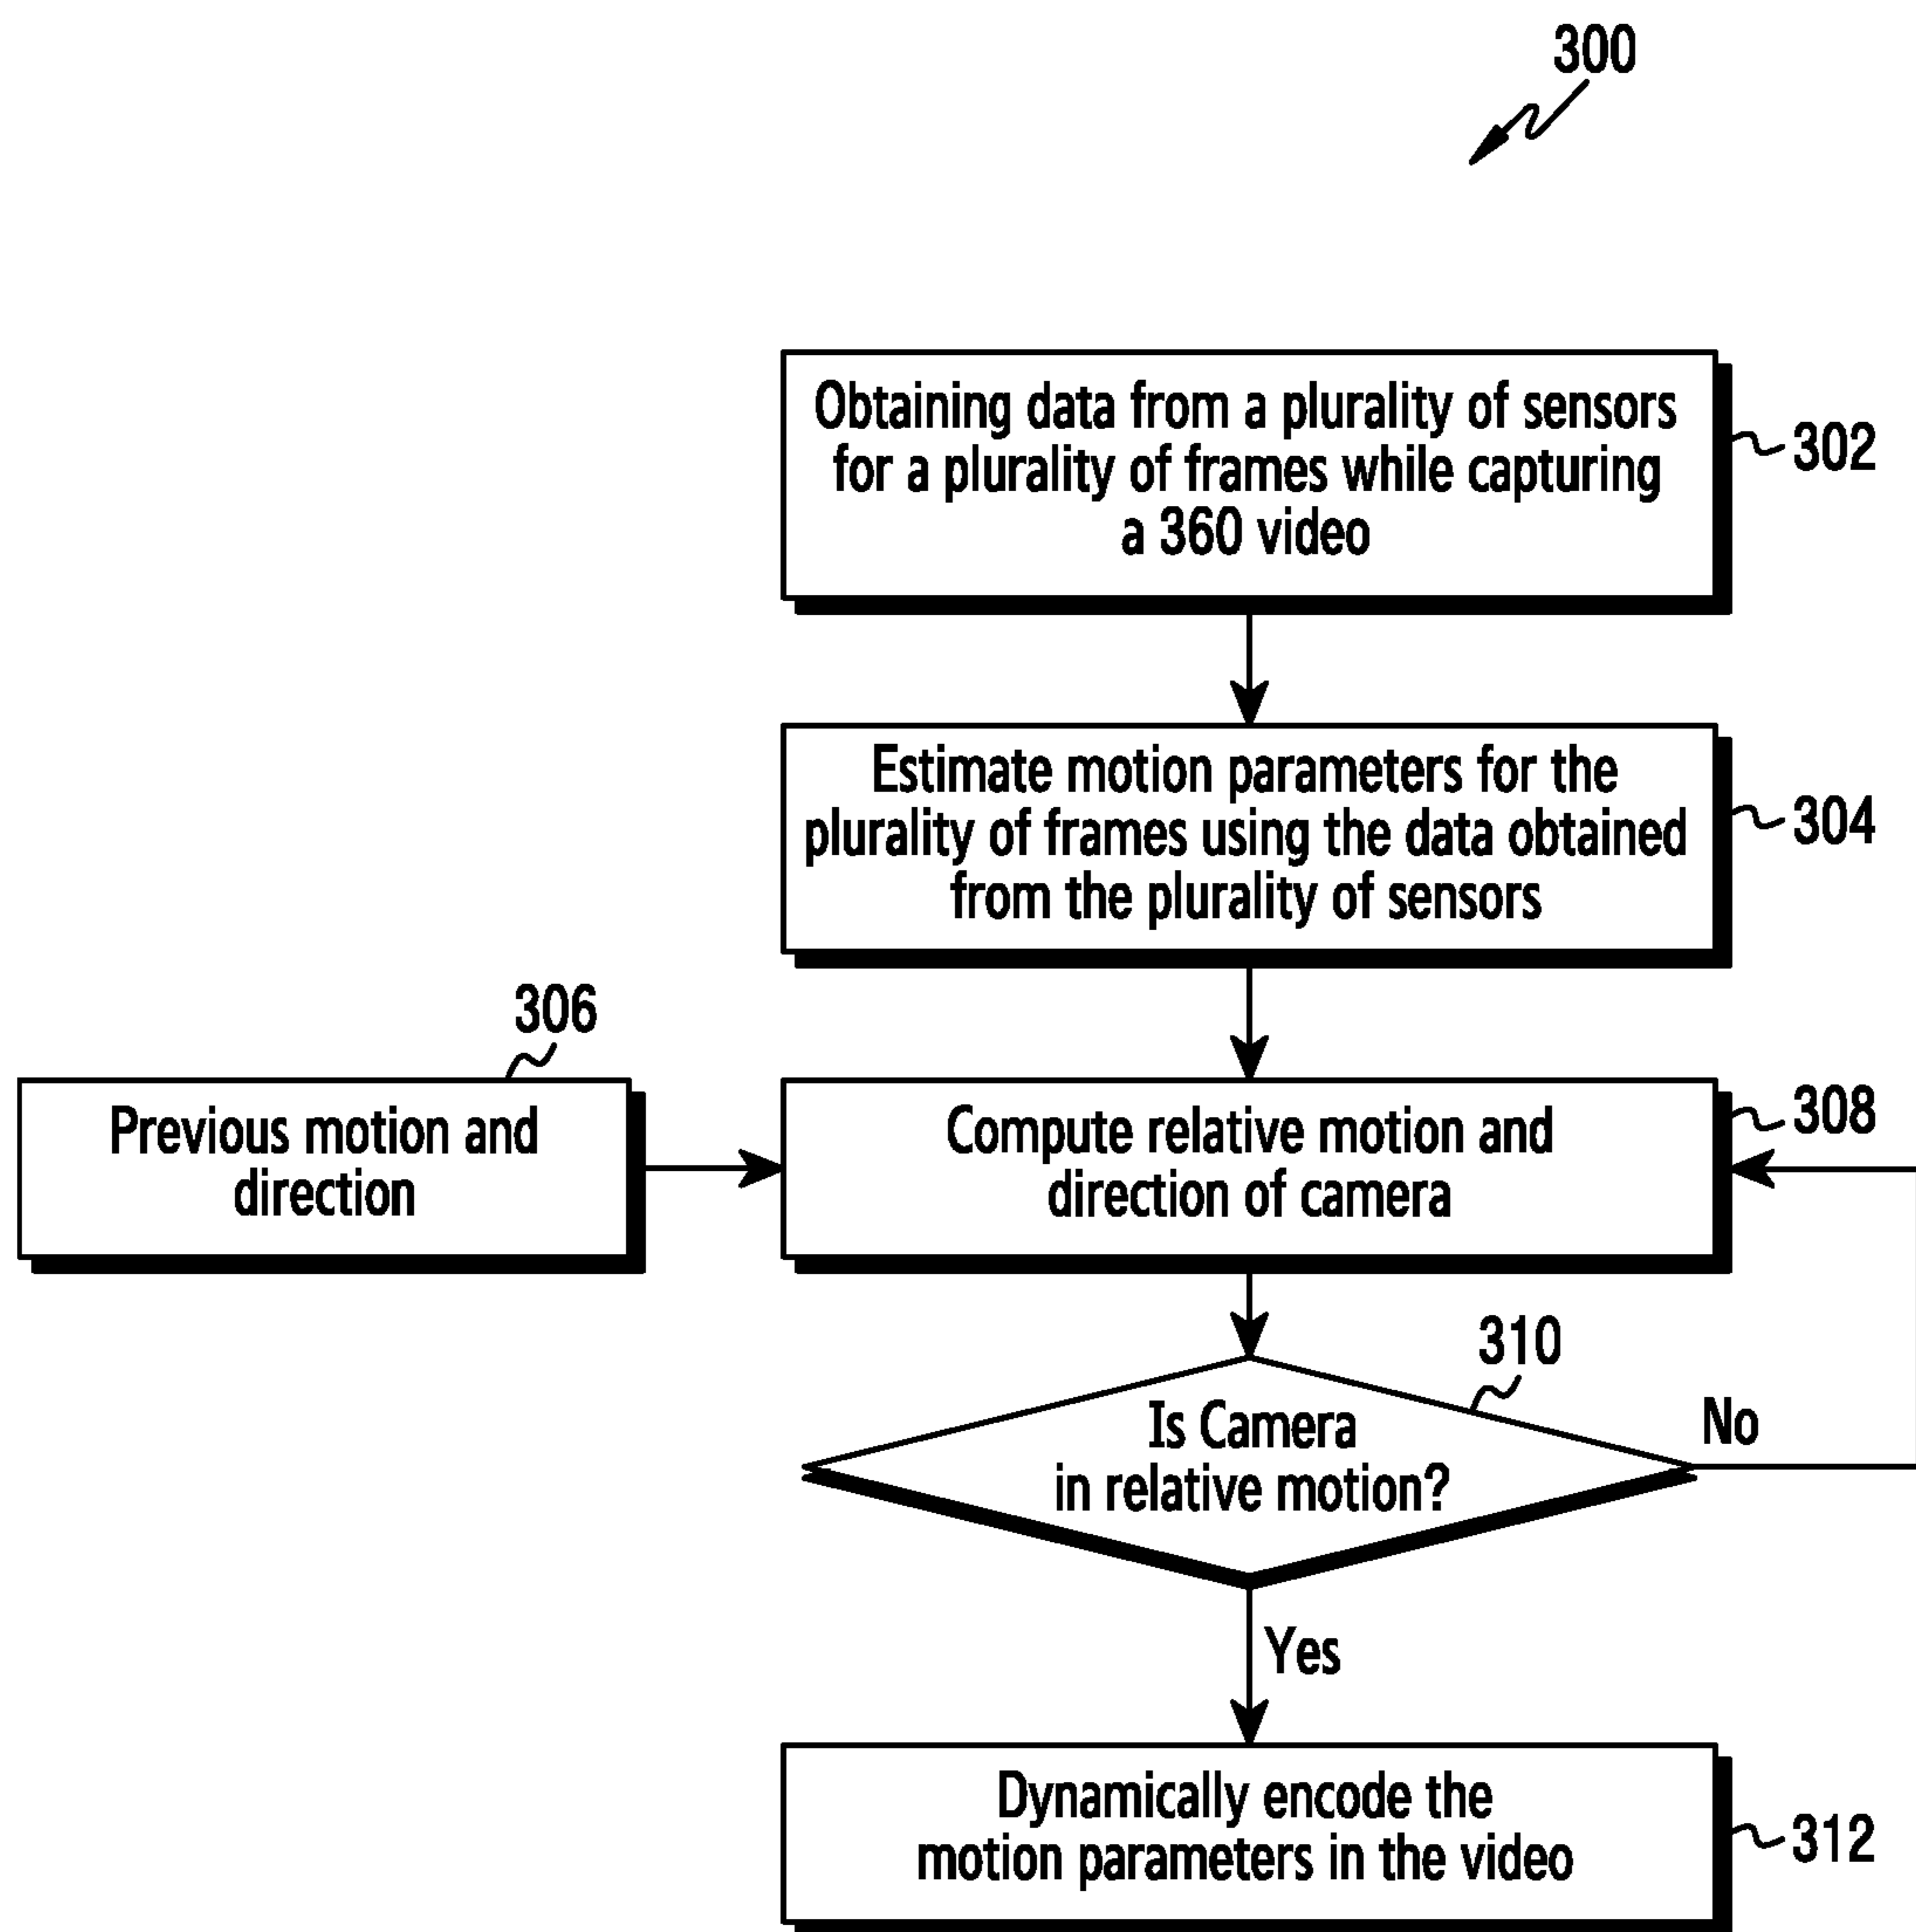 300
Obtaining data from a plurality of sensors
for a plurality of frames while capturing
a 360 video
302
Estimate motion parameters for the
plurality of frames using the data obtained
from the plurality of sensors
304
306
Previous motion and
direction
Compute relative motion and
direction of camera
308
310
Is Camera
in relative motion?
No
Yes
Dynamically encode the
motion parameters in the video
312